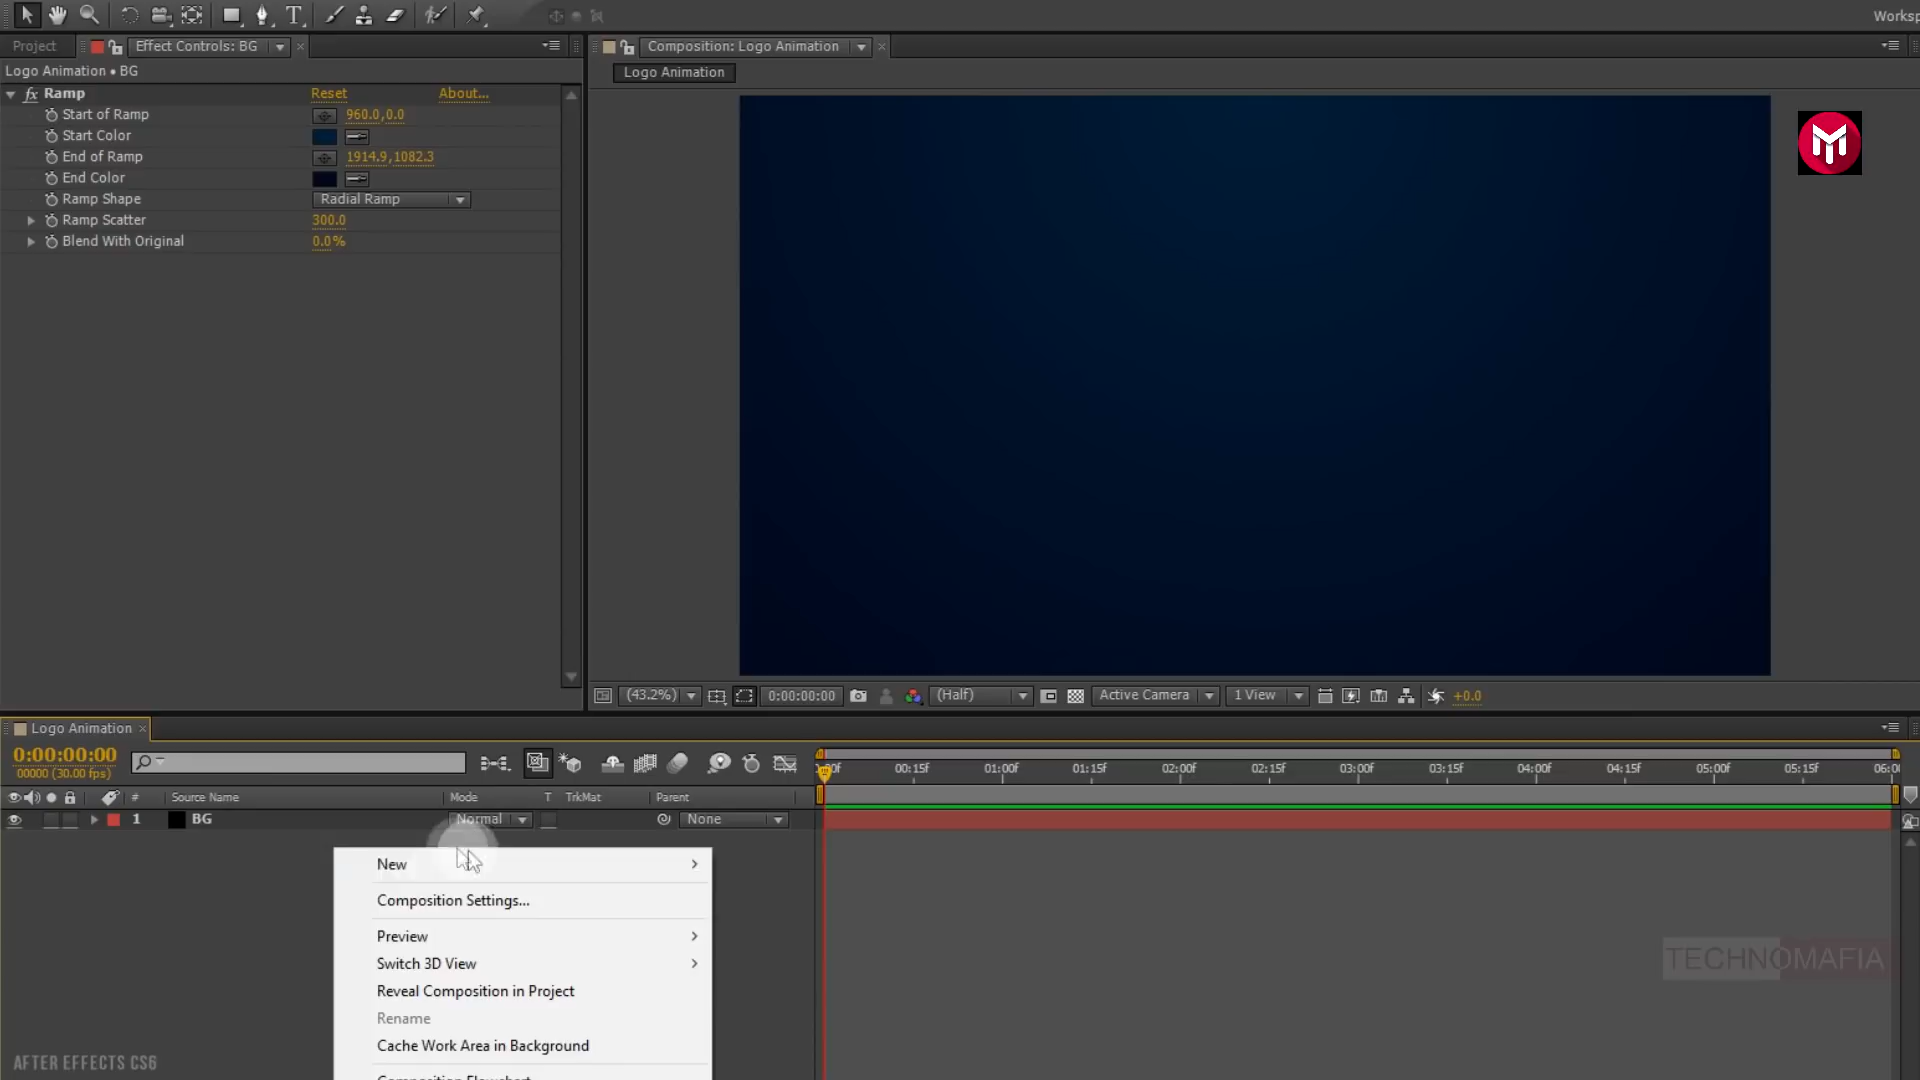 Worksp
Project
Effect Controls: BG
Composition: Logo Animation
Logo Animation • BG
Logo Animation
fx Ramp Reset About...
Start of Ramp 960.0,0.0
Start Color
End of Ramp 1914.9,1082.3
End Color
Ramp Shape Radial Ramp
Ramp Scatter 300.0
Blend With Original 0.0%
(43.2%) 0:00:00:00 (Half) Active Camera 1 View +0.0
Logo Animation
0:00:00:00
00000 (30.00 fps)
00f 00:15f 01:00f 01:15f 02:00f 02:15f 03:00f 03:15f 04:00f 04:15f 05:00f 05:15f 06:00
# Source Name Mode T TrkMat Parent
1 BG Normal None
New
Composition Settings...
Preview
Switch 3D View
Reveal Composition in Project
Rename
Cache Work Area in Background
TECHNOMAFIA
AFTER EFFECTS CS6